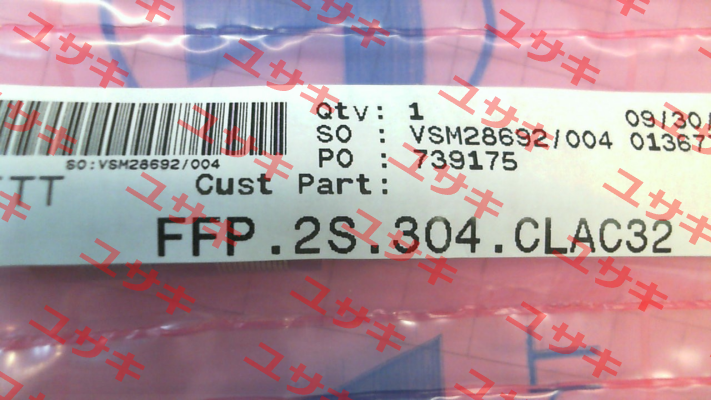 Qty: 1
09/30/
SO : VSM28692/004
01367
SO:VSM28692/004
PO : 739175
TTT
Cust Part:
FFP.2S.304.CLAC32
ユサキ